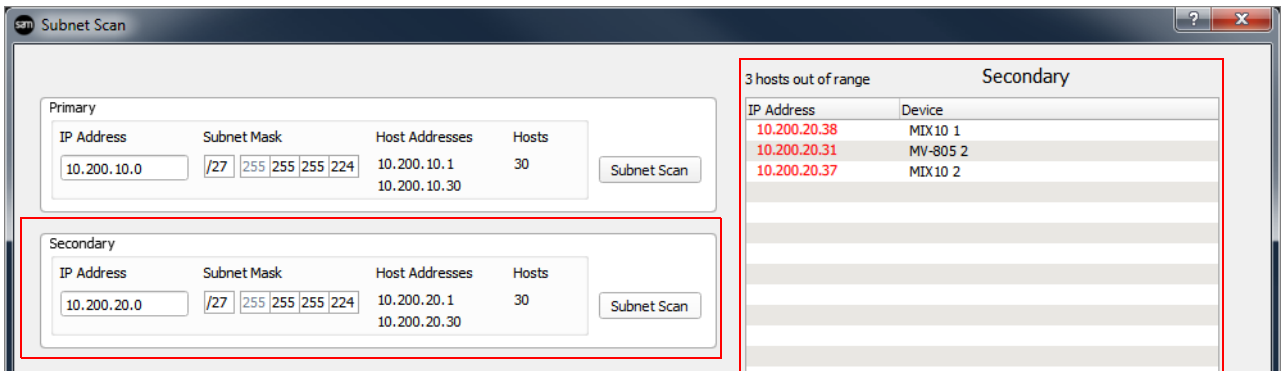 sam Subnet Scan
? X
Primary
IP Address Subnet Mask Host Addresses Hosts
10.200.10.0 /27 255 255 255 224 10.200.10.1 30 Subnet Scan
10.200.10.30
Secondary
IP Address Subnet Mask Host Addresses Hosts
10.200.20.0 /27 255 255 255 224 10.200.20.1 30 Subnet Scan
10.200.20.30
3 hosts out of range Secondary
IP Address Device
10.200.20.38 MIX10 1
10.200.20.31 MV-805 2
10.200.20.37 MIX10 2